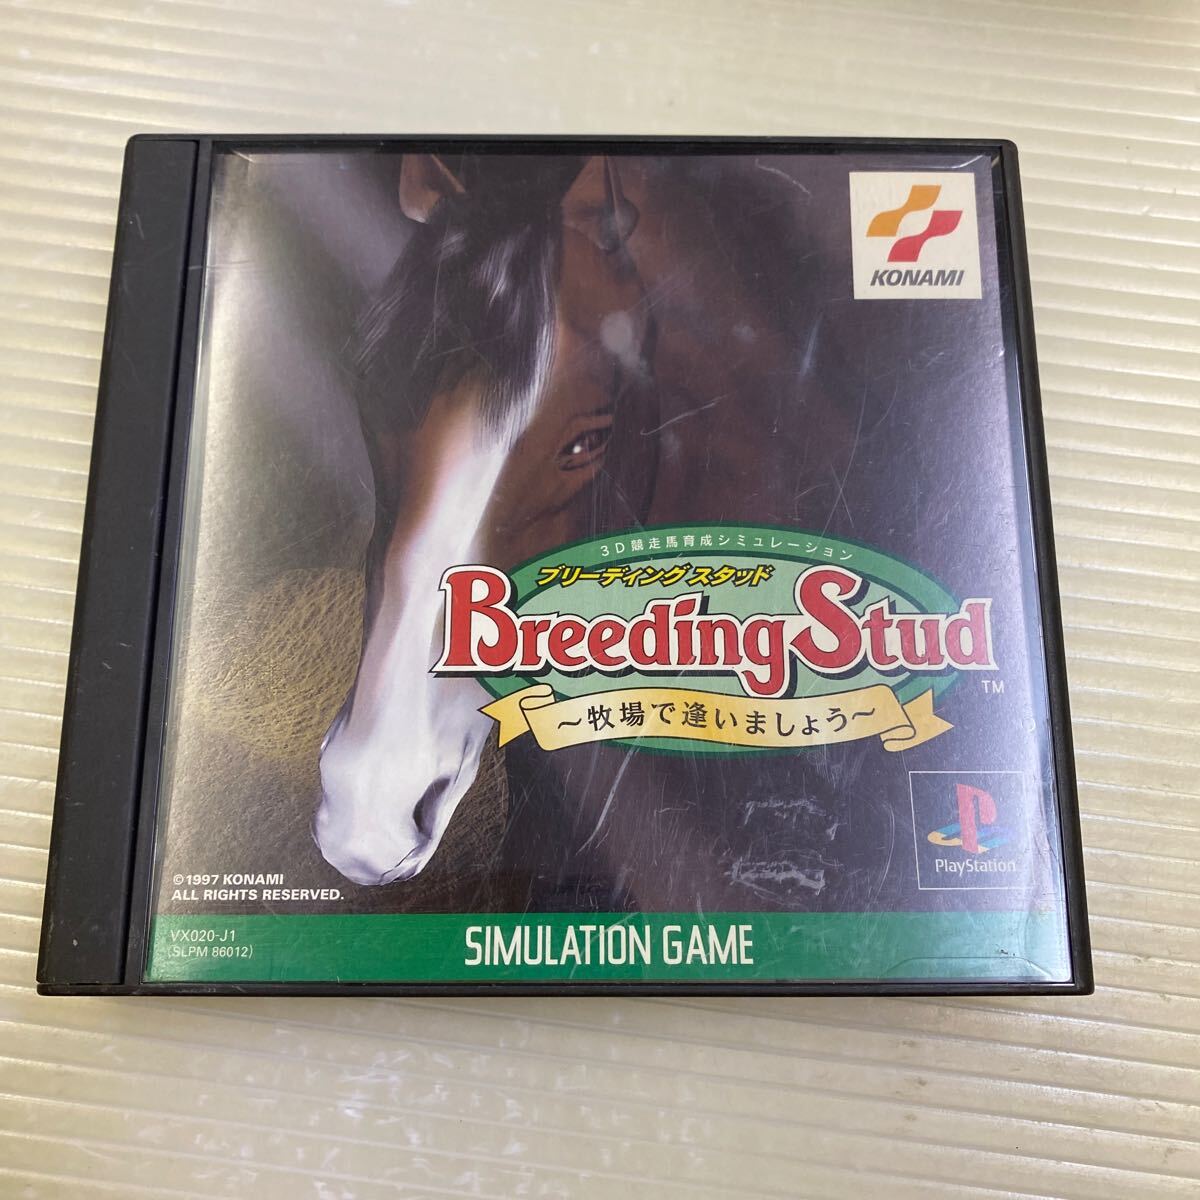 KONAMI
3D競走馬育成シミュレーション
ブリーディングスタッド
Breeding Stud
TM
～牧場で逢いましょう～
PlayStation
©1997 KONAMI
ALL RIGHTS RESERVED.
VX020-J1
(SLPM 86012)
SIMULATION GAME